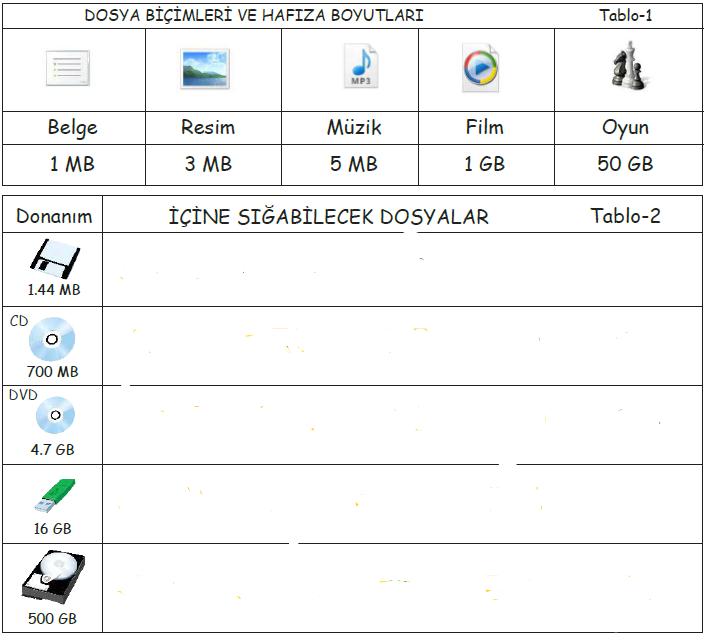 DOSYA BİÇİMLERİ VE HAFIZA BOYUTLARI Tablo-1
MP3
Belge Resim Müzik Film Oyun
1 MB 3 MB 5 MB 1 GB 50 GB
Donanım İÇİNE SIĞABİLECEK DOSYALAR Tablo-2
1.44 MB
CD
700 MB
DVD
4.7 GB
16 GB
500 GB